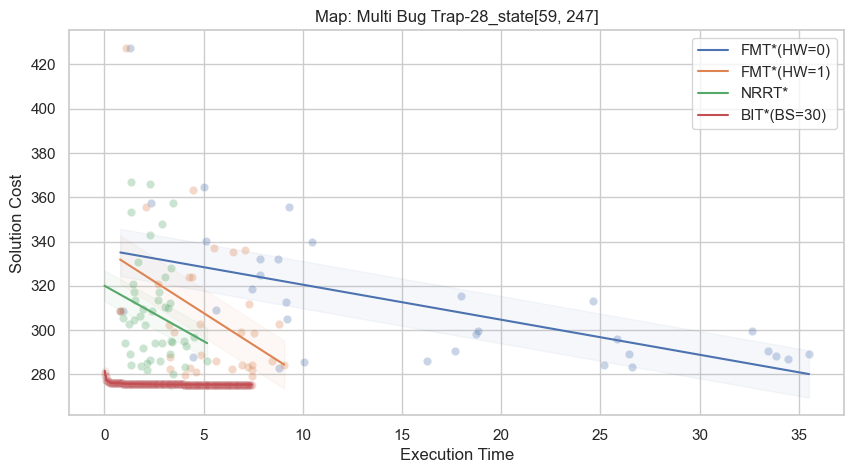 Map: Multi Bug Trap-28_state[59, 247]
FMT*(HW=0)
FMT*(HW=1)
NRRT*
BIT*(BS=30)
Solution Cost
420
400
380
360
340
320
300
280
0 5 10 15 20 25 30 35
Execution Time